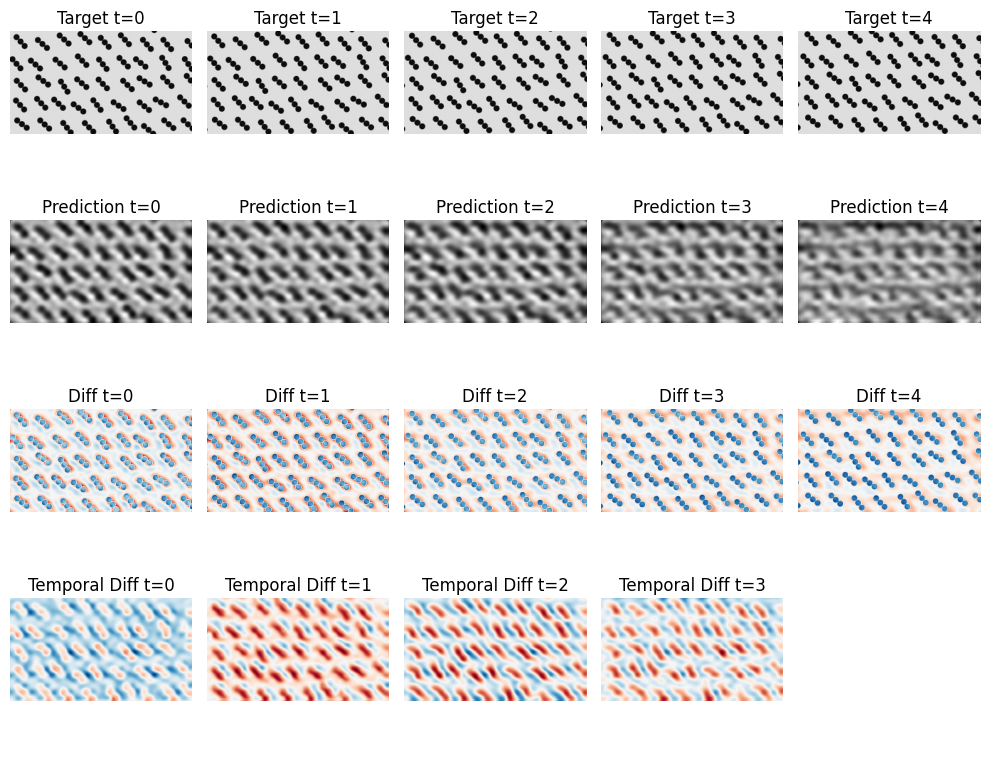 Target t=0
Target t=1
Target t=2
Target t=3
Target t=4
Prediction t=0
Prediction t=1
Prediction t=2
Prediction t=3
Prediction t=4
Diff t=0
Diff t=1
Diff t=2
Diff t=3
Diff t=4
Temporal Diff t=0
Temporal Diff t=1
Temporal Diff t=2
Temporal Diff t=3